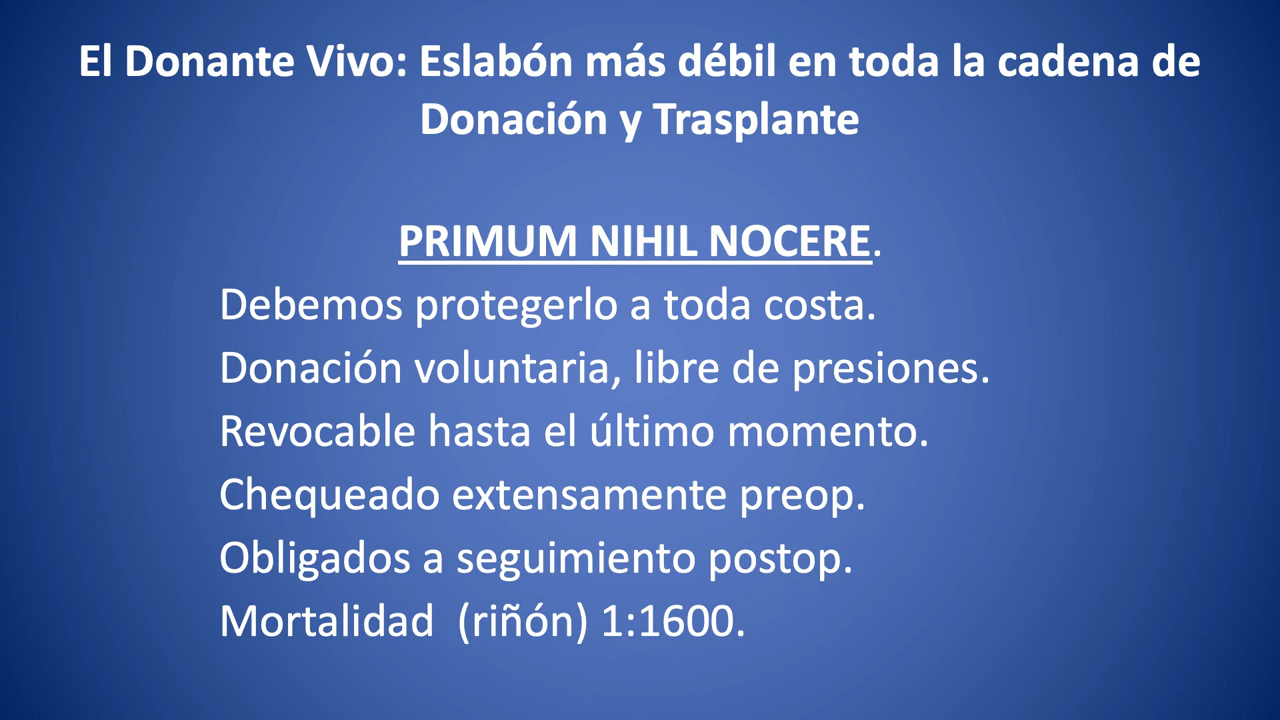 El Donante Vivo: Eslabón más débil en toda la cadena de
Donación y Trasplante
PRIMUM NIHIL NOCERE.
Debemos protegerlo a toda costa.
Donación voluntaria, libre de presiones.
Revocable hasta el último momento.
Chequeado extensamente preop.
Obligados a seguimiento postop.
Mortalidad  (riñón) 1:1600.